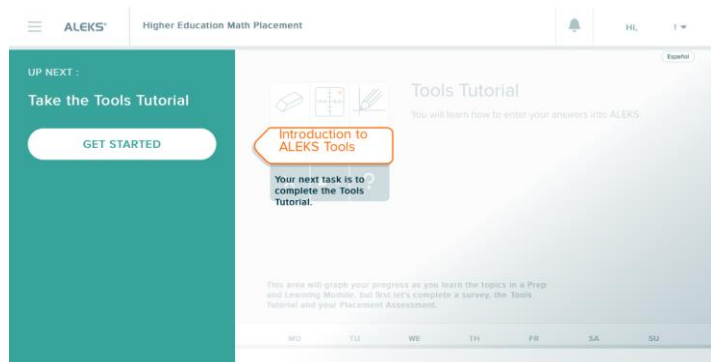 ALEKS®
Higher Education Math Placement
Hi, !
Español
UP NEXT :
Take the Tools Tutorial
GET STARTED
Tools Tutorial
You will learn how to enter your answers into ALEKS.
Introduction to
ALEKS Tools
?
Your next task is to
complete the Tools
Tutorial.
This area will graph your progress as you learn the topics in a Prep
and Learning Module, but first let's complete a survey, the Tools
Tutorial and your Placement Assessment.
MO TU WE TH FR SA SU